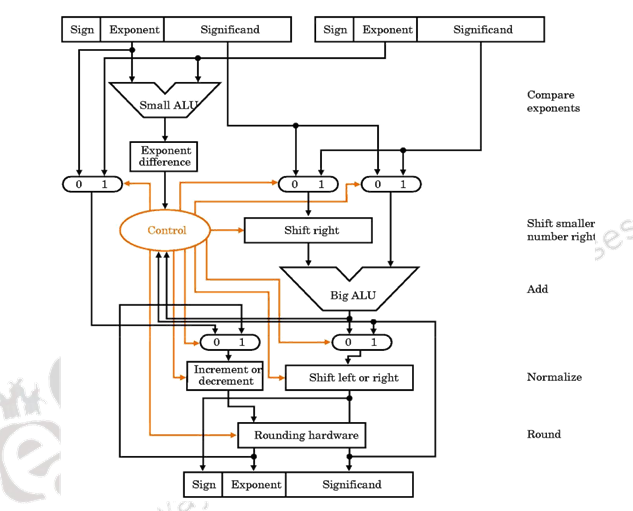 Sign Exponent Significand
Sign Exponent Significand
Small ALU
Compare
exponents
Exponent
difference
0 1
0 1
0 1
Control
Shift right
Shift smaller
number right
Big ALU
Add
0 1
0 1
Increment or
decrement
Shift left or right
Normalize
Rounding hardware
Round
Sign Exponent Significand